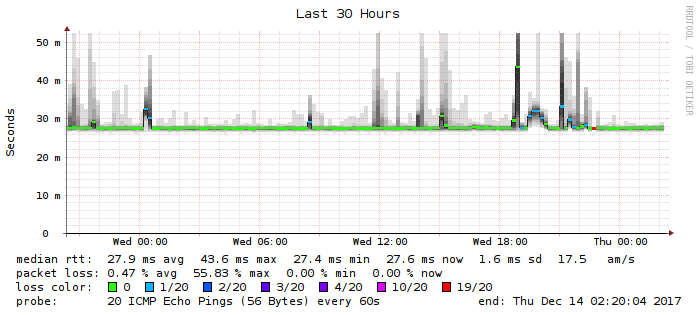 Last 30 Hours
RRDTOOL / TOBI OETIKER
Seconds
50 m
40 m
30 m
20 m
10 m
0
Wed 00:00 Wed 06:00 Wed 12:00 Wed 18:00 Thu 00:00
median rtt: 27.9 ms avg 43.6 ms max 27.4 ms min 27.6 ms now 1.6 ms sd 17.5 am/s
packet loss: 0.47 % avg 55.83 % max 0.00 % min 0.00 % now
loss color: 0 1/20 2/20 3/20 4/20 10/20 19/20
probe: 20 ICMP Echo Pings (56 Bytes) every 60s end: Thu Dec 14 02:20:04 2017